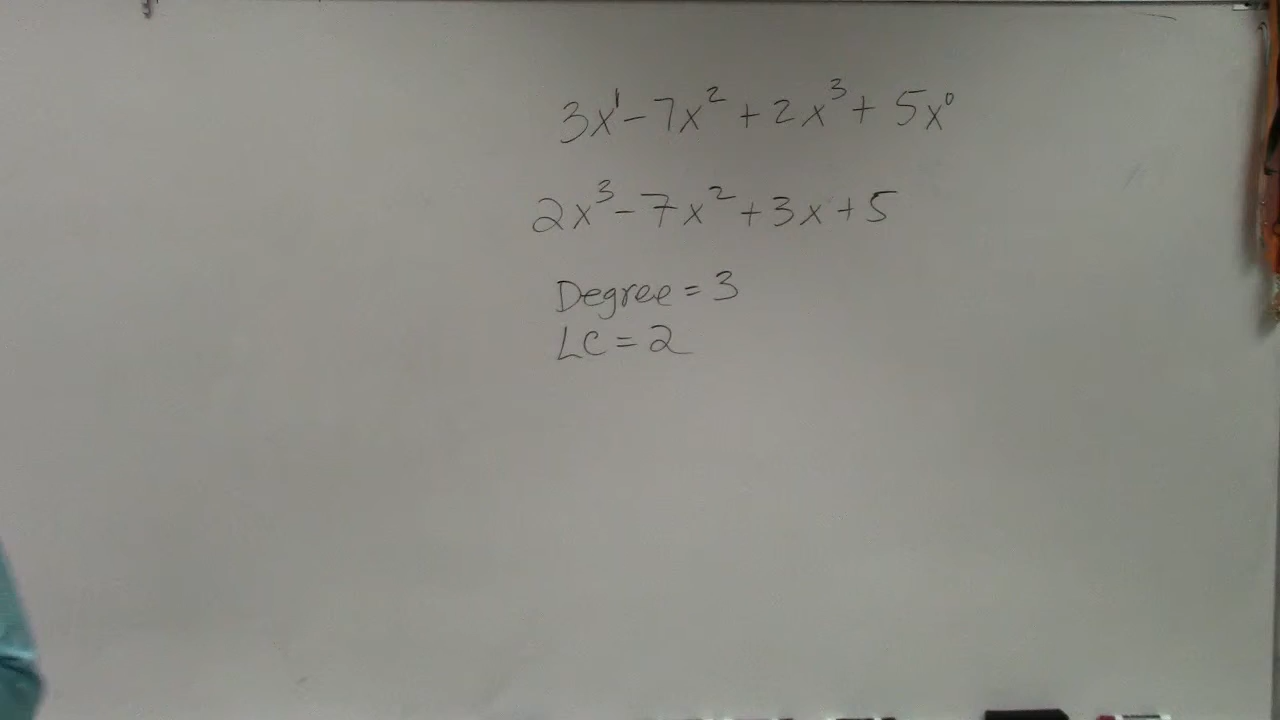 3x¹ - 7x² + 2x³ + 5x⁰
2x³ - 7x² + 3x + 5
Degree = 3
LC = 2